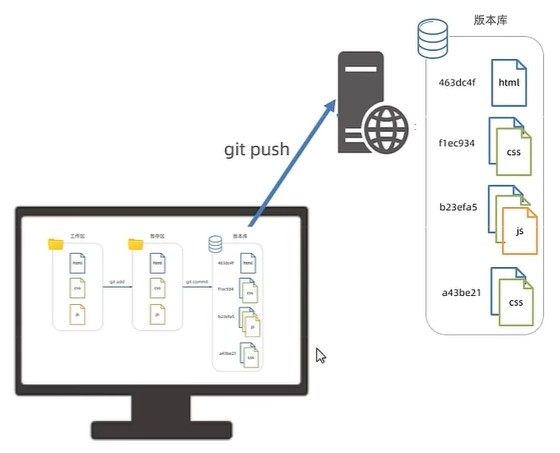 版本库
463dc4f
html
f1ec934
css
b23efa5
js
a43be21
css
git push
工作区
html
css
js
git add
暂存区
html
css
js
git commit
版本库
463dc4f
html
f1ec934
css
b23efa5
js
a43be21
css